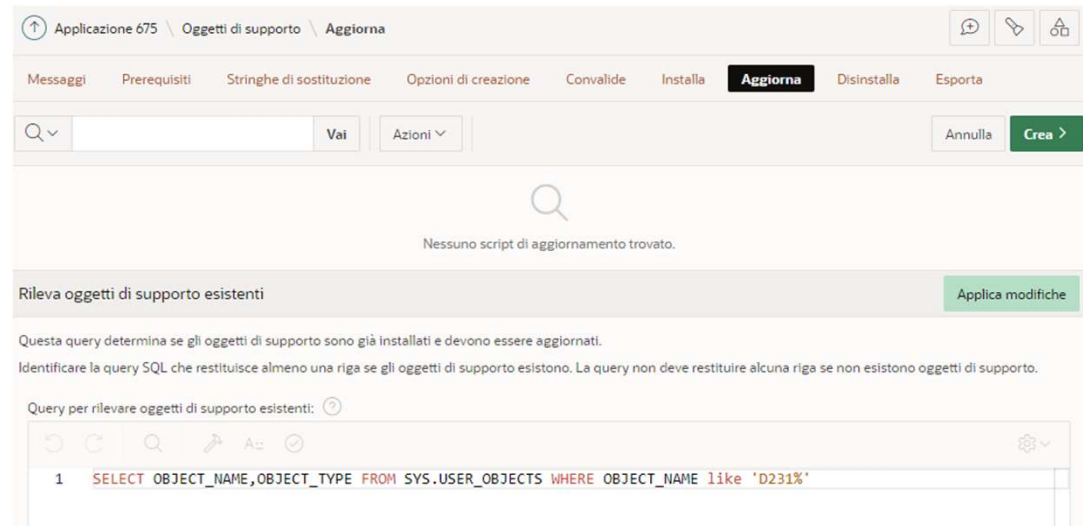 Applicazione 675 \ Oggetti di supporto \ Aggiorna
Messaggi Prerequisiti Stringhe di sostituzione Opzioni di creazione Convalide Installa Aggiorna Disinstalla Esporta
Vai Azioni Annulla Crea >
Nessuno script di aggiornamento trovato.
Rileva oggetti di supporto esistenti Applica modifiche
Questa query determina se gli oggetti di supporto sono già installati e devono essere aggiornati.
Identificare la query SQL che restituisce almeno una riga se gli oggetti di supporto esistono. La query non deve restituire alcuna riga se non esistono oggetti di supporto.
Query per rilevare oggetti di supporto esistenti: ?
1 SELECT OBJECT_NAME,OBJECT_TYPE FROM SYS.USER_OBJECTS WHERE OBJECT_NAME like 'D231%'